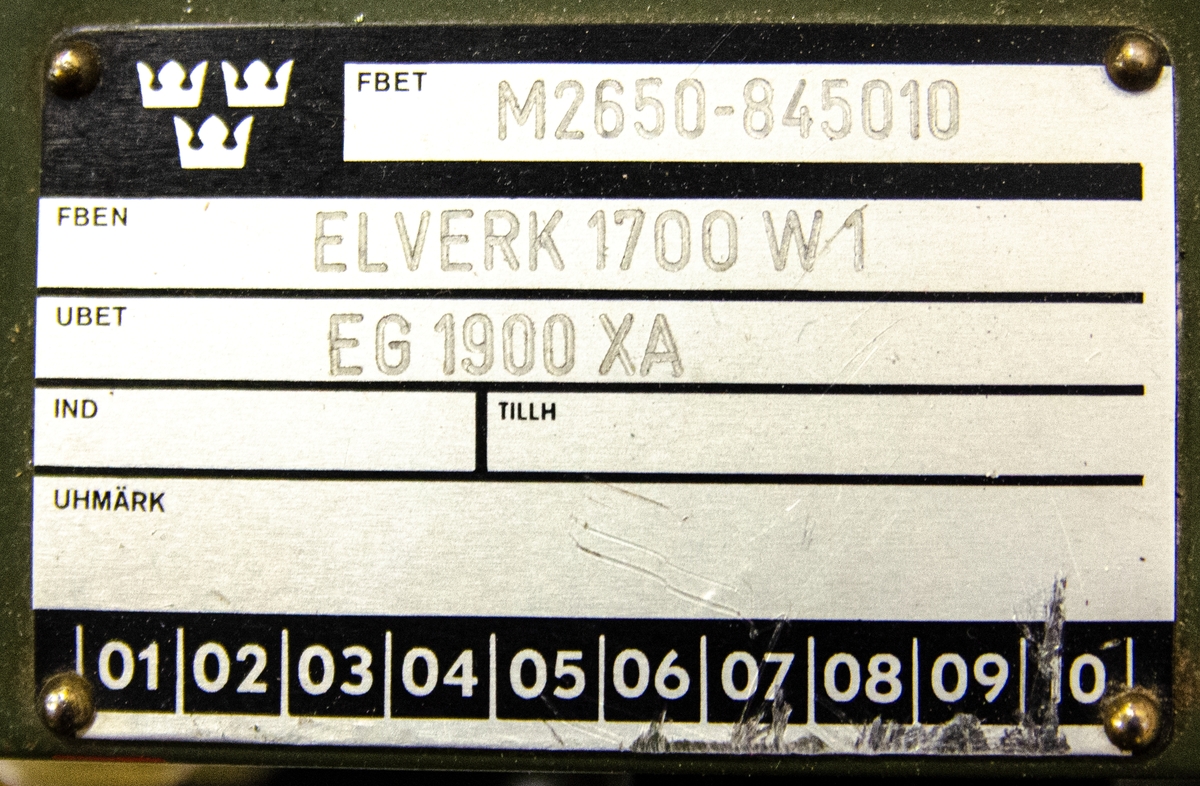 FBET M2650-845010
FBEN ELVERK 1700 W 1
UBET EG 1900 XA
IND TILLH
UHMÄRK
01 02 03 04 05 06 07 08 09 0